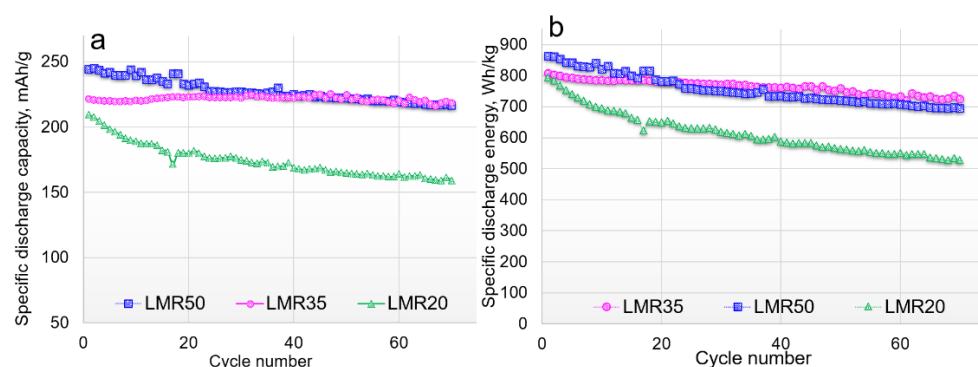 a
Specific discharge capacity, mAh/g
250
200
150
100
50
LMR50 LMR35 LMR20
0 20 40 60
Cycle number
b
Specific discharge energy, Wh/kg
900
800
700
600
500
400
300
200
100
0
LMR35 LMR50 LMR20
0 20 40 60
Cycle number